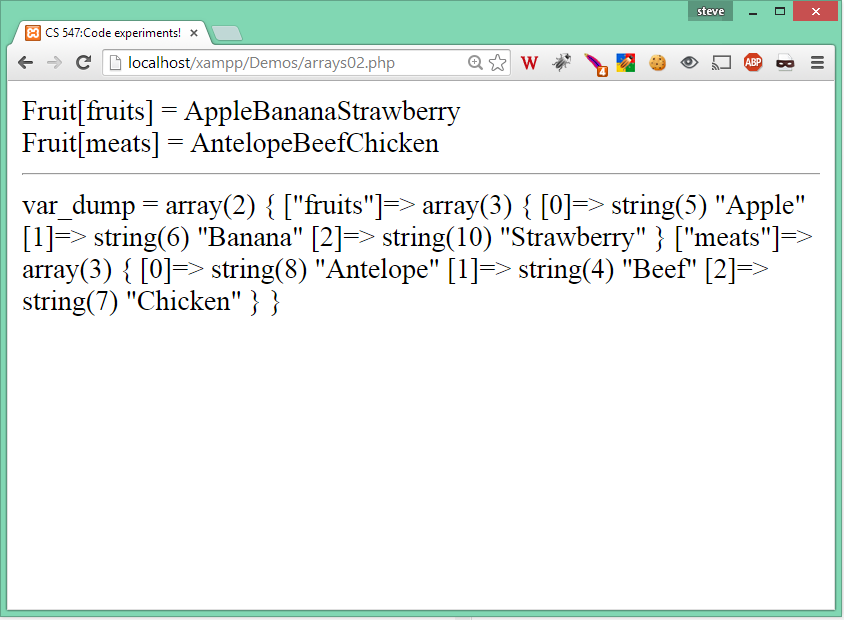 steve
CS 547:Code experiments!
localhost/xampp/Demos/arrays02.php
W
4
ABP
Fruit[fruits] = AppleBananaStrawberry
Fruit[meats] = AntelopeBeefChicken
var_dump = array(2) { ["fruits"]=> array(3) { [0]=> string(5) "Apple"
[1]=> string(6) "Banana" [2]=> string(10) "Strawberry" } ["meats"]=>
array(3) { [0]=> string(8) "Antelope" [1]=> string(4) "Beef" [2]=>
string(7) "Chicken" } }